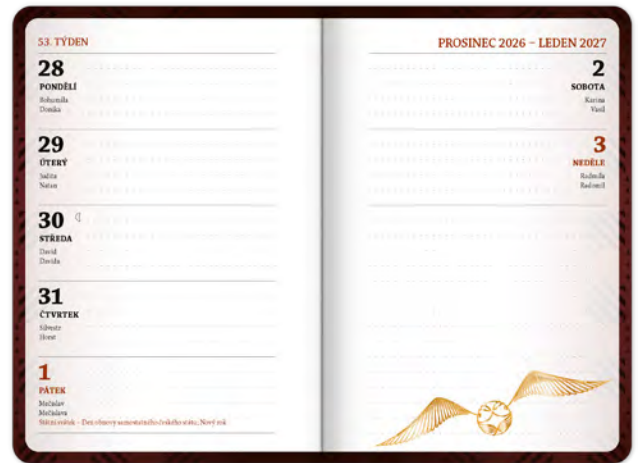 53. TÝDEN
28
PONDĚLÍ
Bohumila
Domika
29
ÚTERÝ
Judita
Natan
30
STŘEDA
David
Davida
31
ČTVRTEK
Silvestr
Horst
1
PÁTEK
Mečislav
Mečislava
Státní svátek – Den obnovy samostatného českého státu, Nový rok
PROSINEC 2026 – LEDEN 2027
2
SOBOTA
Karina
Vasil
3
NEDĚLE
Radmila
Radomil